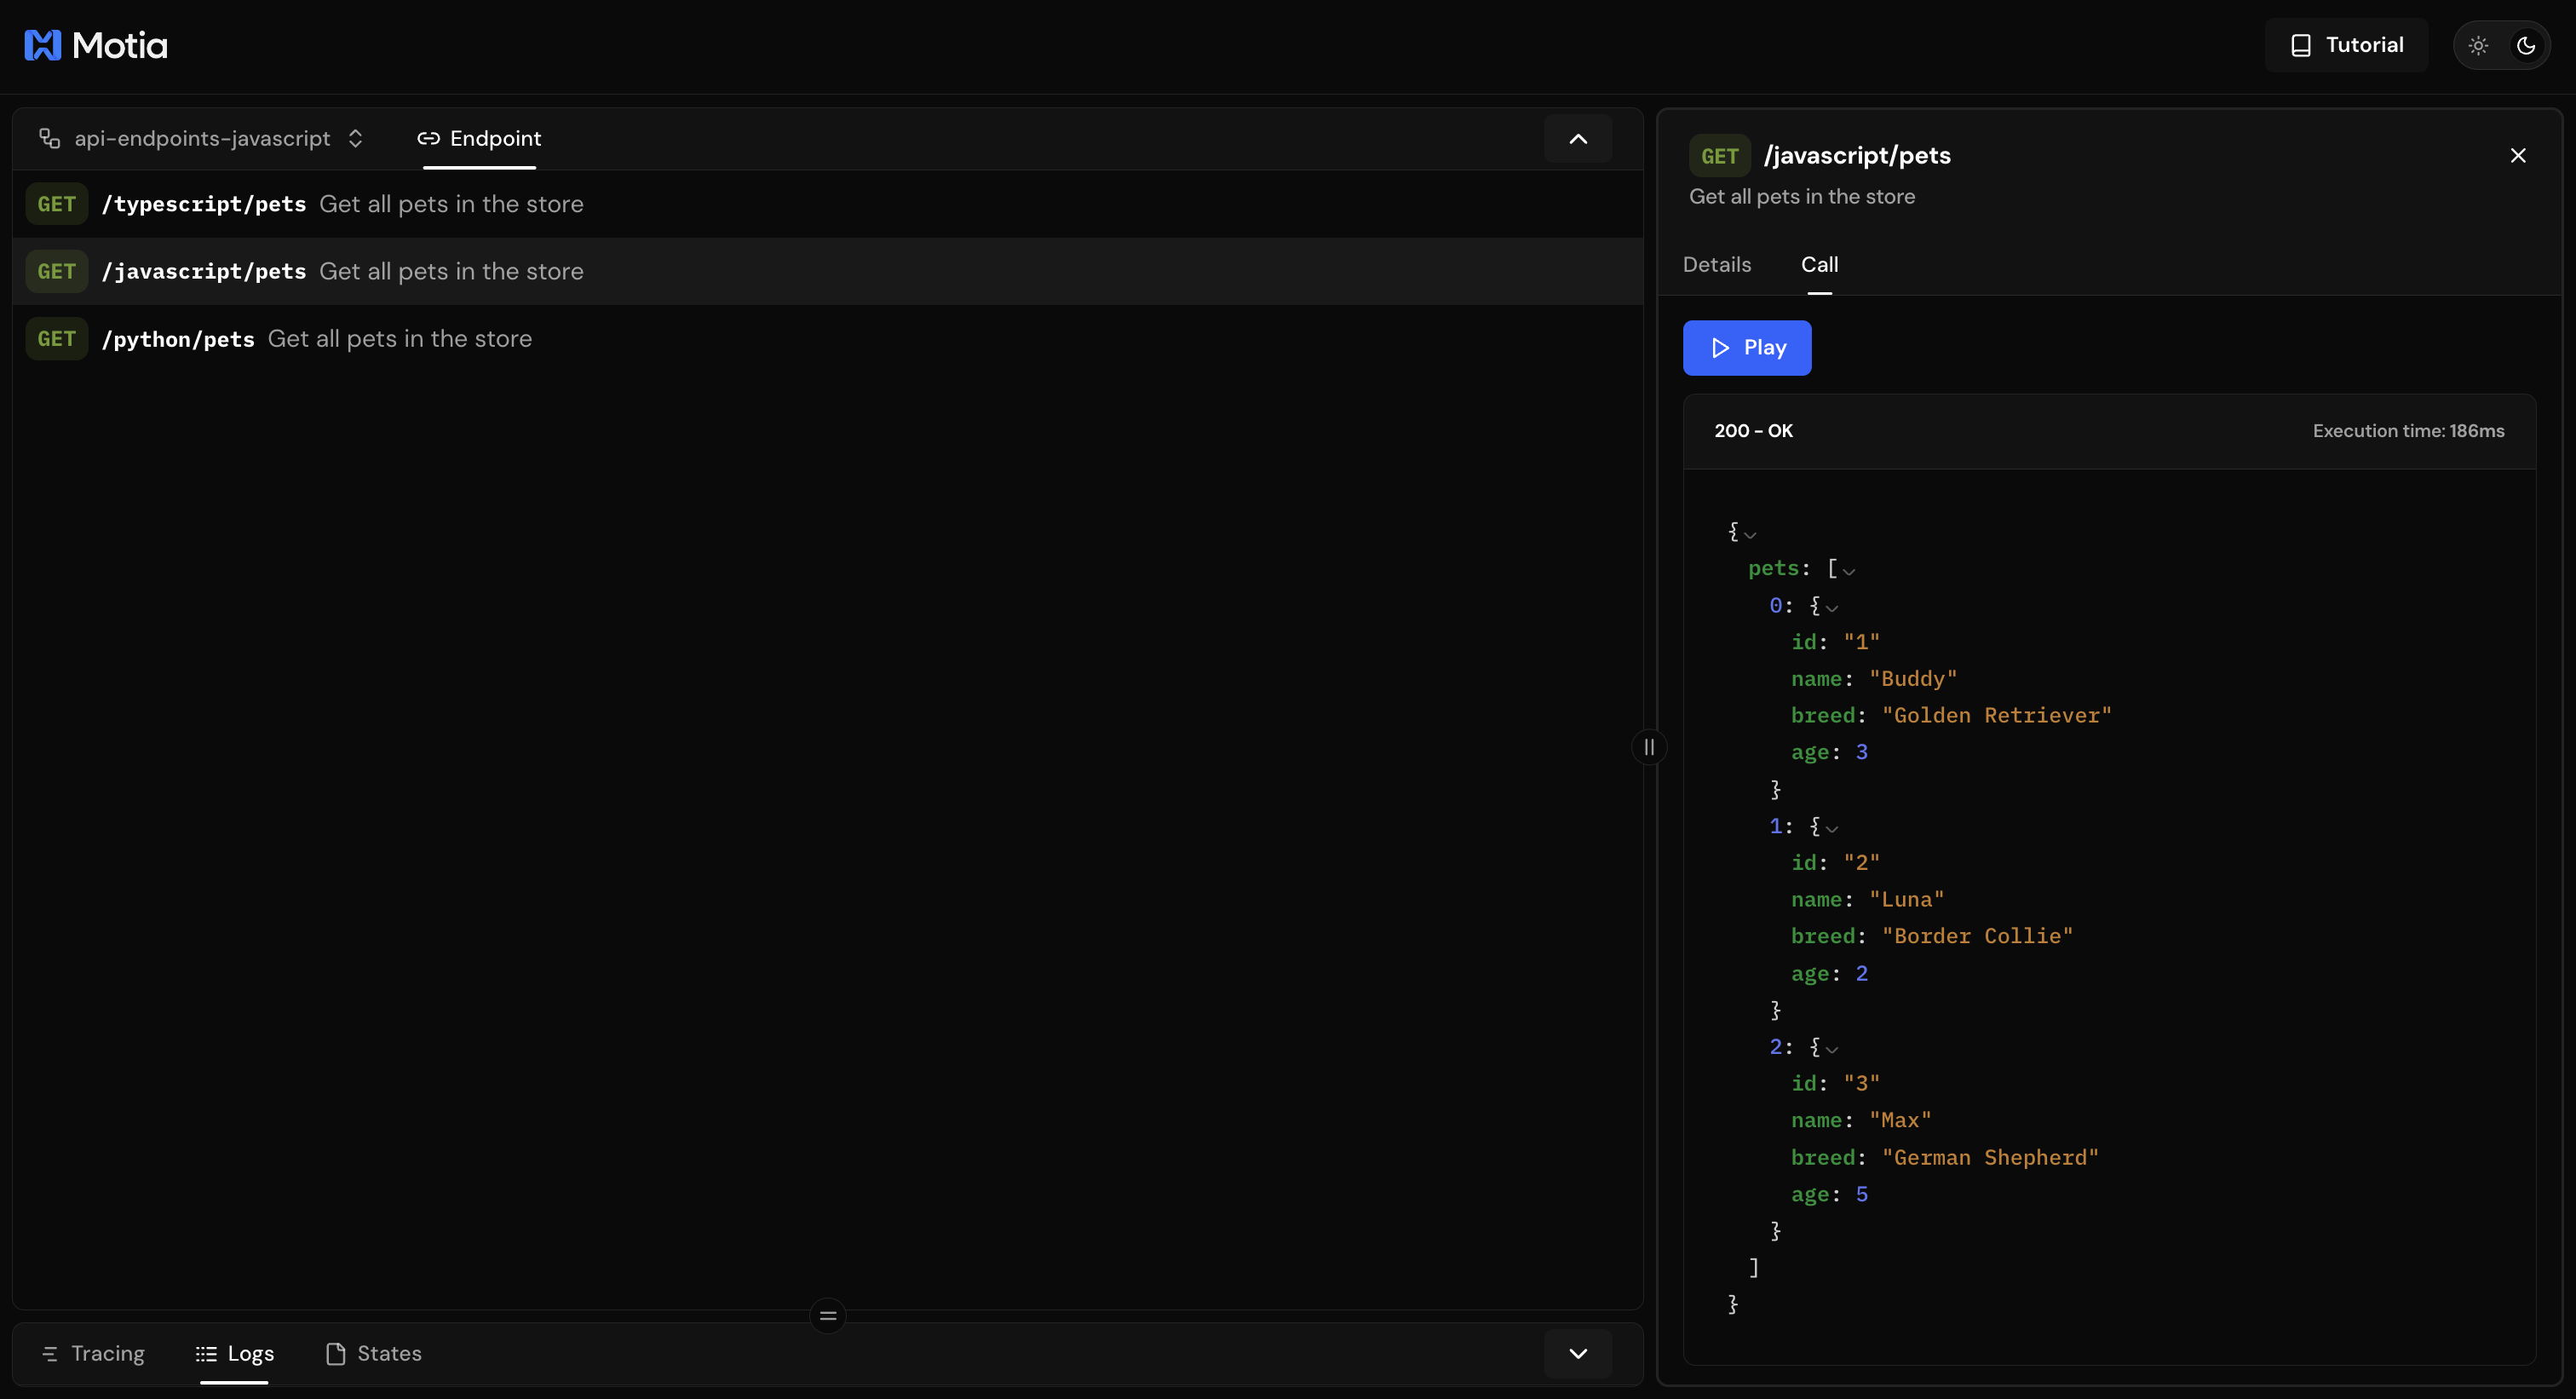 Motia
Tutorial
api-endpoints-javascript
Endpoint
GET /typescript/pets Get all pets in the store
GET /javascript/pets Get all pets in the store
GET /python/pets Get all pets in the store
Tracing
Logs
States
GET /javascript/pets
Get all pets in the store
Details
Call
Play
200 - OK
Execution time: 186ms
{
pets: [
0: {
id: "1"
name: "Buddy"
breed: "Golden Retriever"
age: 3
}
1: {
id: "2"
name: "Luna"
breed: "Border Collie"
age: 2
}
2: {
id: "3"
name: "Max"
breed: "German Shepherd"
age: 5
}
]
}